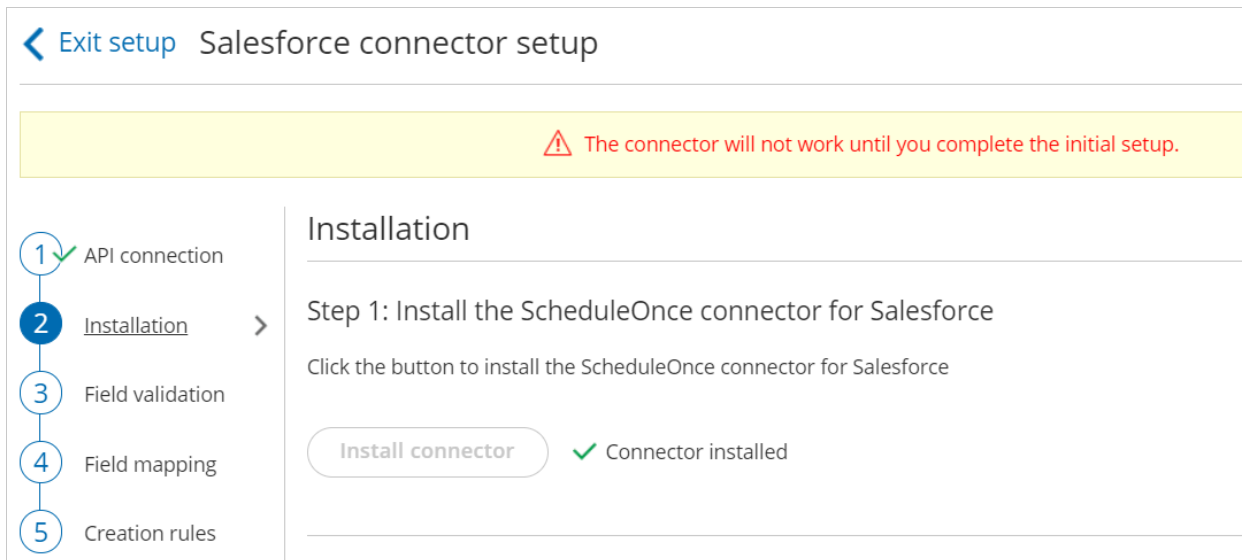 Exit setup Salesforce connector setup
The connector will not work until you complete the initial setup.
1 API connection
2 Installation
3 Field validation
4 Field mapping
5 Creation rules
Installation
Step 1: Install the ScheduleOnce connector for Salesforce
Click the button to install the ScheduleOnce connector for Salesforce
Install connector Connector installed